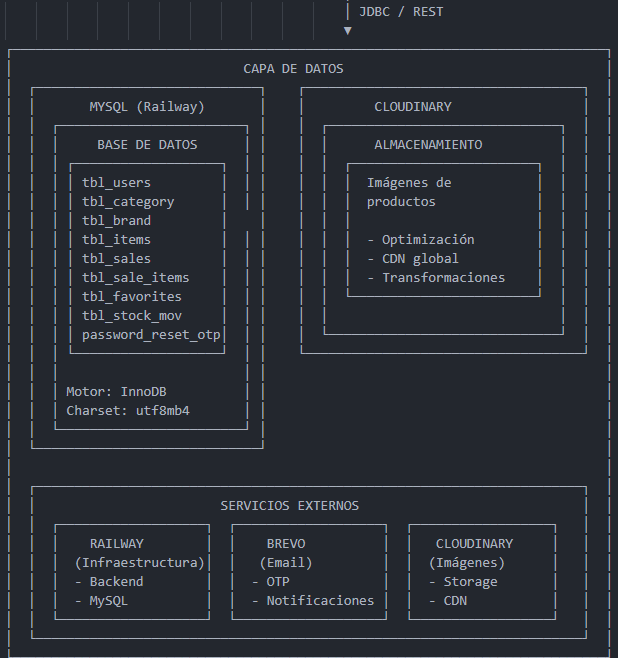 JDBC / REST
CAPA DE DATOS
MYSQL (Railway)
BASE DE DATOS
tbl_users
tbl_category
tbl_brand
tbl_items
tbl_sales
tbl_sale_items
tbl_favorites
tbl_stock_mov
password_reset_otp
Motor: InnoDB
Charset: utf8mb4
CLOUDINARY
ALMACENAMIENTO
Imágenes de
productos
- Optimización
- CDN global
- Transformaciones
SERVICIOS EXTERNOS
RAILWAY
(Infraestructura)
- Backend
- MySQL
BREVO
(Email)
- OTP
- Notificaciones
CLOUDINARY
(Imágenes)
- Storage
- CDN